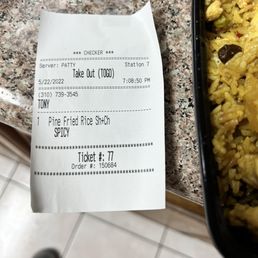 *** CHECKER ***
Server: PATTY Station 7
Take Out (TOGO)
5/22/2022 7:08:50 PM
(310) 739-3545
TONY
1 Pine Fried Rice Sh+Ch
SPICY
Ticket #: 77
Order #: 150684